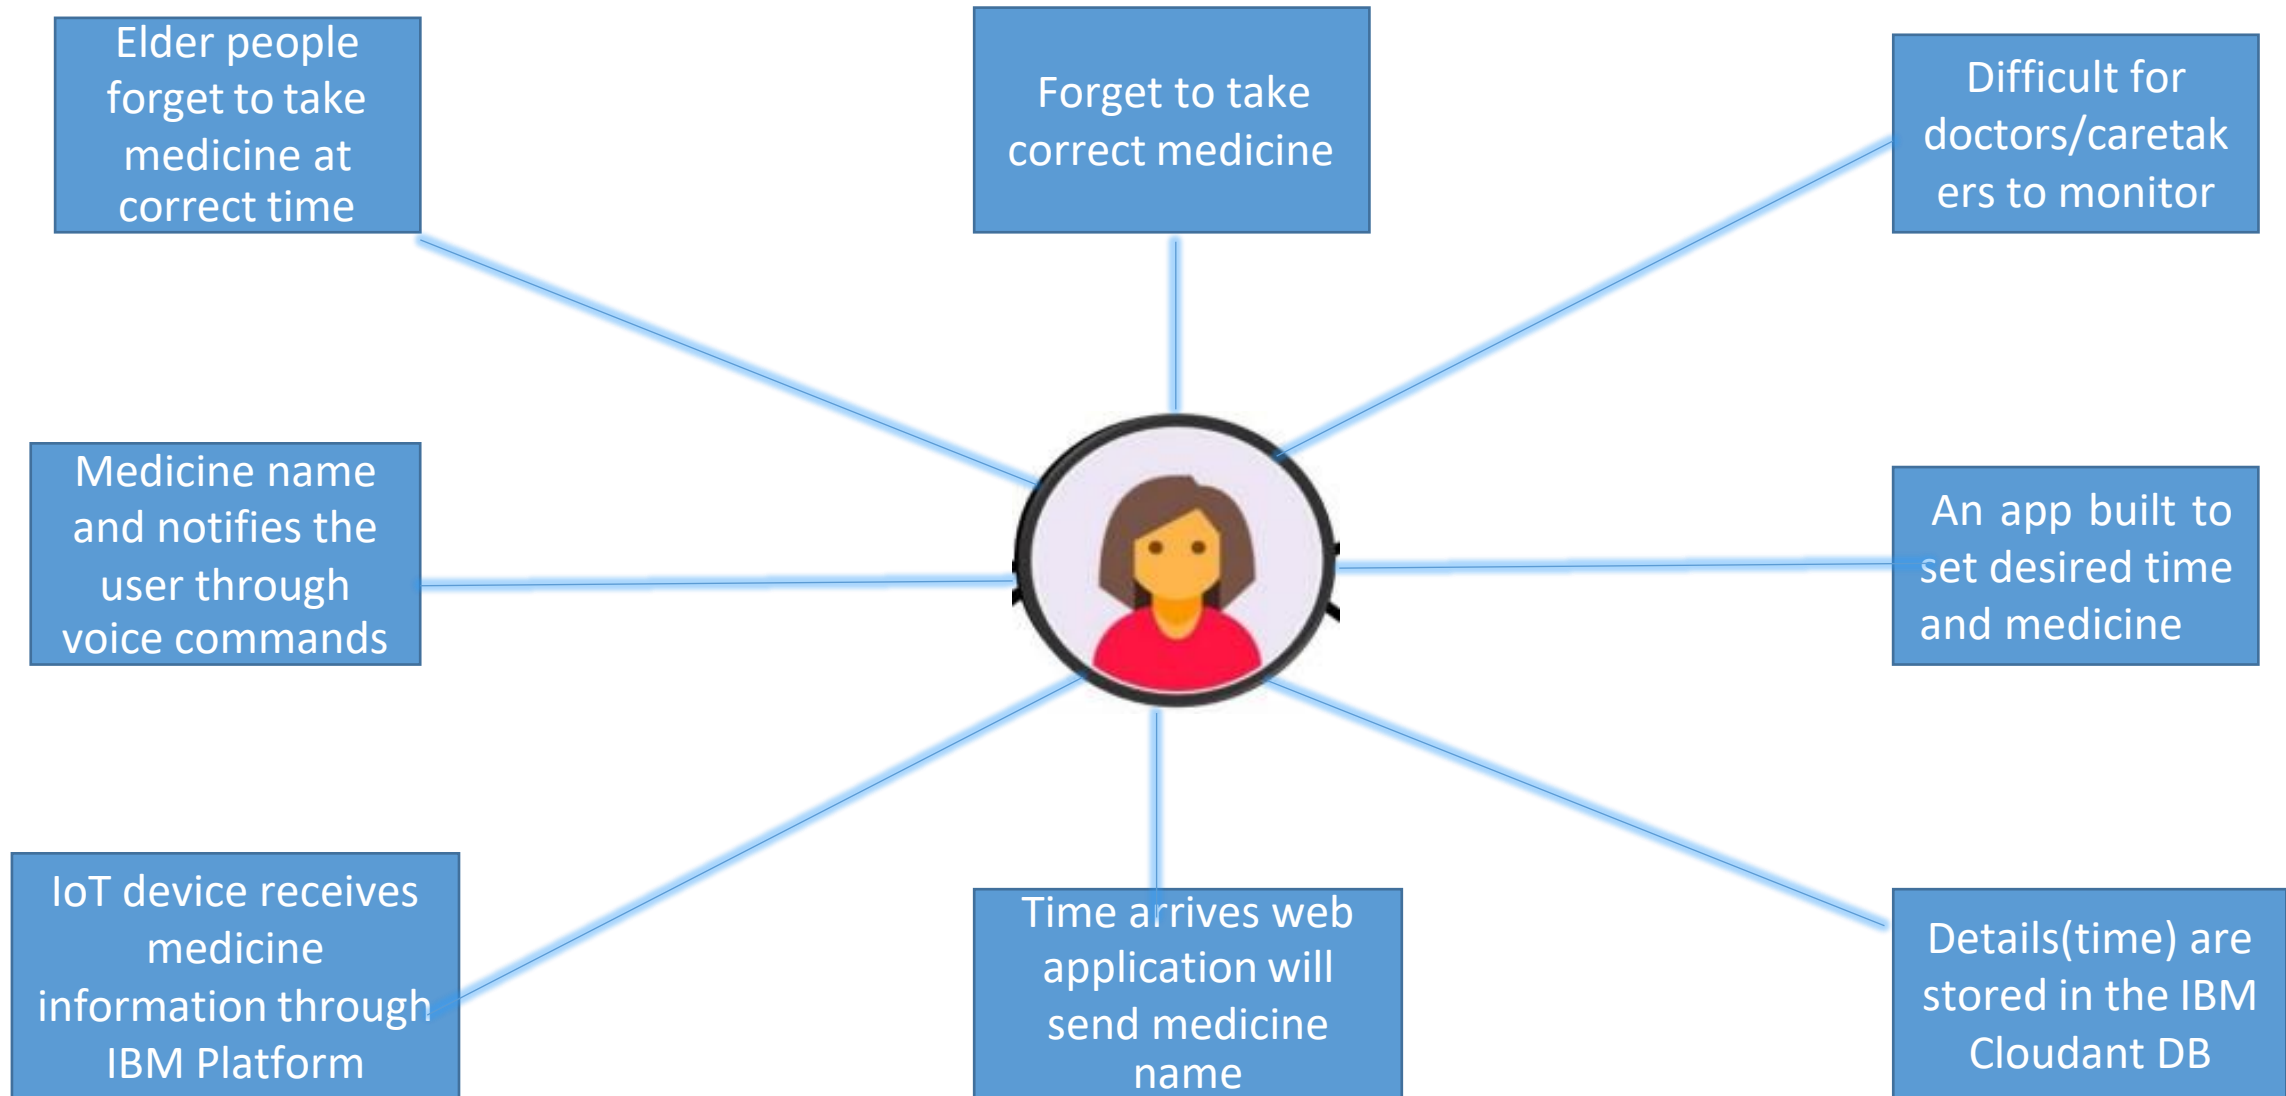 Elder people
forget to take
medicine at
correct time
Forget to take
correct medicine
Difficult for
doctors/caretak
ers to monitor
Medicine name
and notifies the
user through
voice commands
An app built to
set desired time
and medicine
IoT device receives
medicine
information through
IBM Platform
Time arrives web
application will
send medicine
name
Details(time) are
stored in the IBM
Cloudant DB